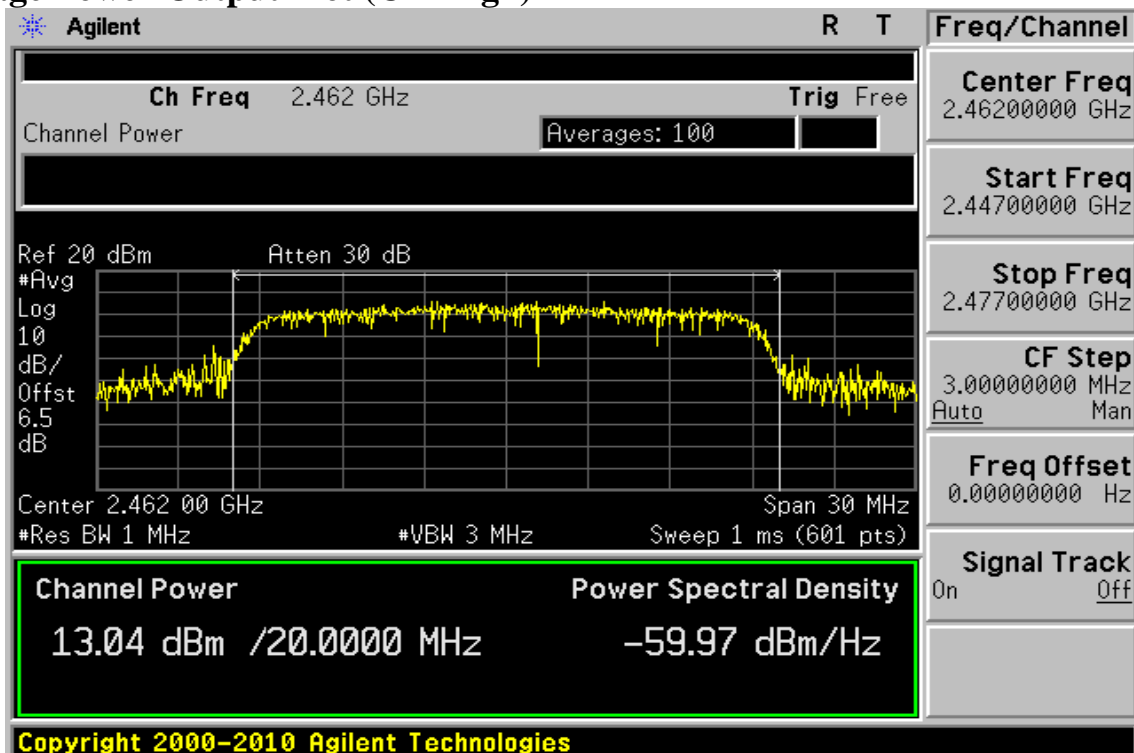 Agilent R T
Freq/Channel
Ch Freq 2.462 GHz Trig Free
Channel Power Averages: 100
Ref 20 dBm Atten 30 dB
#Avg
Log
10
dB/
Offst
6.5
dB
Center 2.462 00 GHz Span 30 MHz
#Res BW 1 MHz #VBW 3 MHz Sweep 1 ms (601 pts)
Channel Power Power Spectral Density
13.04 dBm /20.0000 MHz -59.97 dBm/Hz
Center Freq
2.46200000 GHz
Start Freq
2.44700000 GHz
Stop Freq
2.47700000 GHz
CF Step
3.00000000 MHz
Auto Man
Freq Offset
0.00000000 Hz
Signal Track
On Off
Copyright 2000-2010 Agilent Technologies